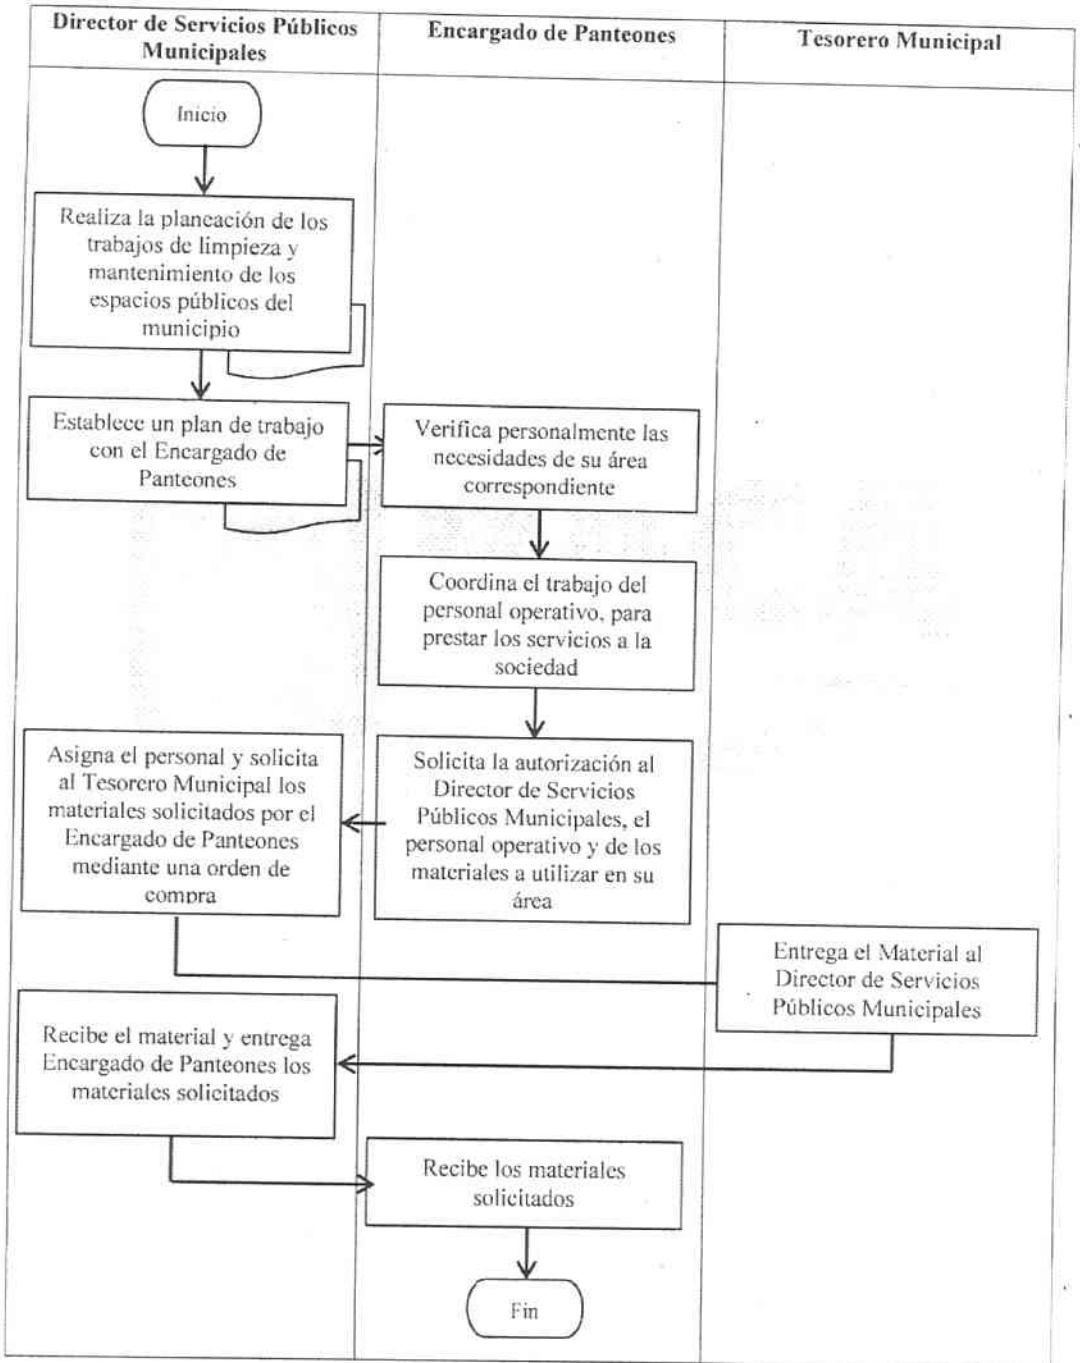 Director de Servicios Públicos
Municipales
Encargado de Panteones
Tesorero Municipal
Inicio
Realiza la planeación de los
trabajos de limpieza y
mantenimiento de los
espacios públicos del
municipio
Establece un plan de trabajo
con el Encargado de
Panteones
Verifica personalmente las
necesidades de su área
correspondiente
Coordina el trabajo del
personal operativo, para
prestar los servicios a la
sociedad
Solicita la autorización al
Director de Servicios
Públicos Municipales, el
personal operativo y de los
materiales a utilizar en su
área
Asigna el personal y solicita
al Tesorero Municipal los
materiales solicitados por el
Encargado de Panteones
mediante una orden de
compra
Entrega el Material al
Director de Servicios
Públicos Municipales
Recibe el material y entrega
Encargado de Panteones los
materiales solicitados
Recibe los materiales
solicitados
Fin